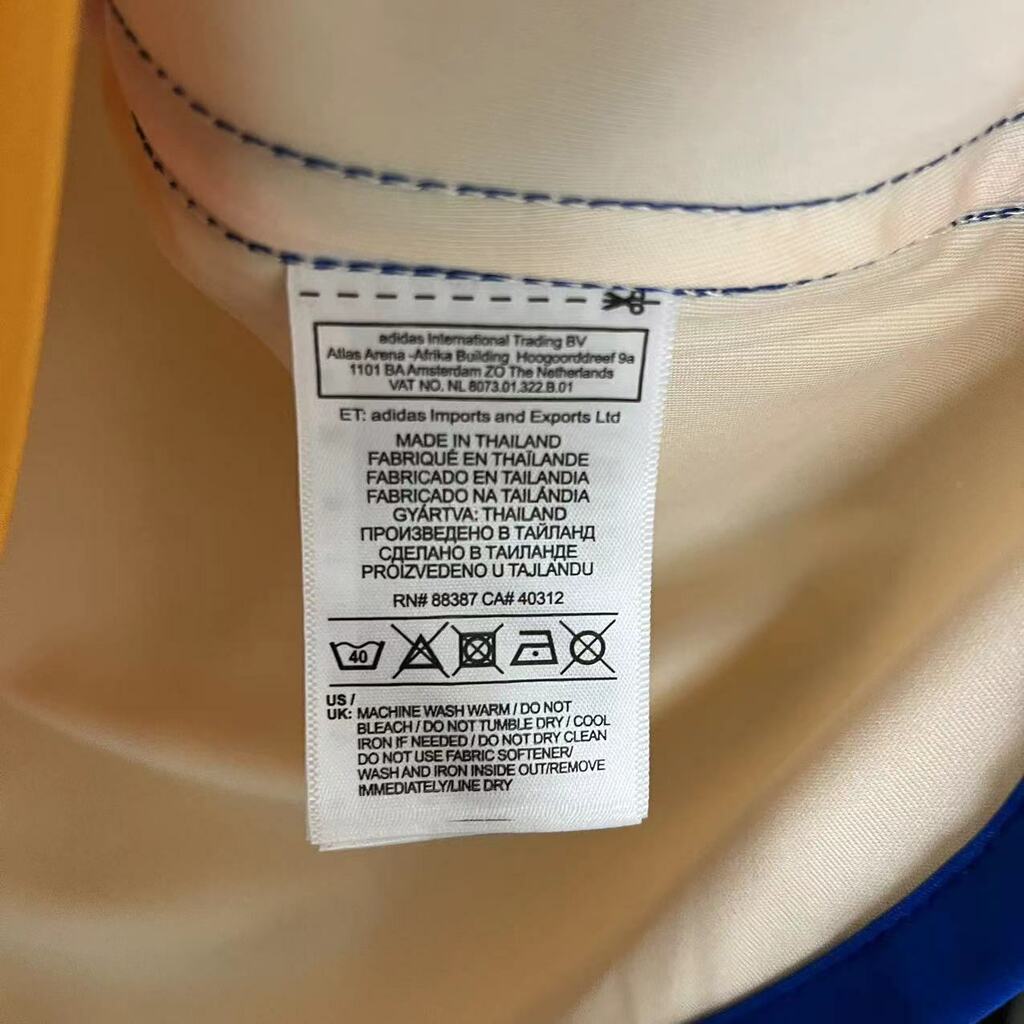 adidas International Trading BV
Atlas Arena -Afrika Building, Hoogoorddreef 9a
1101 BA Amsterdam ZO The Netherlands
VAT NO. NL 8073.01.322.B.01
ET: adidas Imports and Exports Ltd
MADE IN THAILAND
FABRIQUÉ EN THAÏLANDE
FABRICADO EN TAILANDIA
FABRICADO NA TAILÂNDIA
GYÁRTVA: THAILAND
ПРОИЗВЕДЕНО В ТАЙЛАНД
СДЕЛАНО В ТАИЛАНДЕ
PROIZVEDENO U TAJLANDU
RN# 88387 CA# 40312
40
US /
UK: MACHINE WASH WARM / DO NOT
BLEACH / DO NOT TUMBLE DRY / COOL
IRON IF NEEDED / DO NOT DRY CLEAN
DO NOT USE FABRIC SOFTENER/
WASH AND IRON INSIDE OUT/REMOVE
IMMEDIATELY/LINE DRY